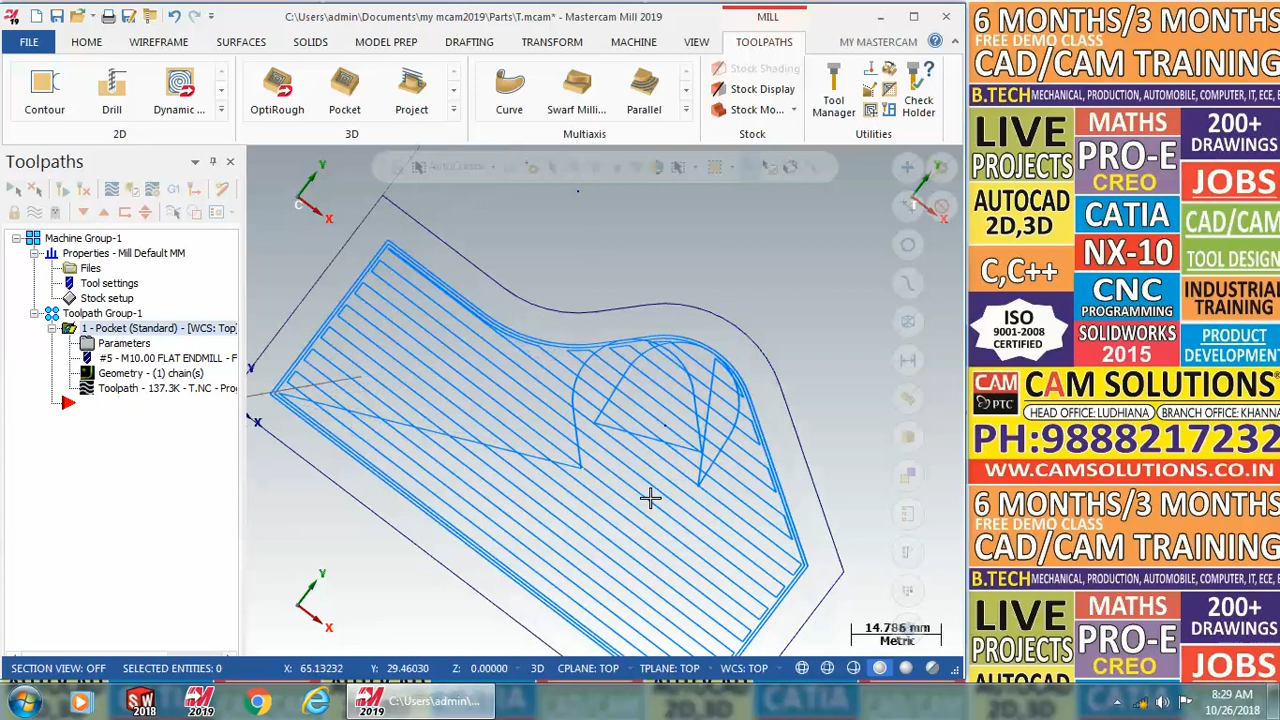 C:\Users\admin\Documents\my mcam2019\Parts\T.mcam* - Mastercam Mill 2019
MILL
FILE
HOME
WIREFRAME
SURFACES
SOLIDS
MODEL PREP
DRAFTING
TRANSFORM
MACHINE
VIEW
TOOLPATHS
MY MASTERCAM
Contour
Drill
Dynamic ...
2D
OptiRough
Pocket
Project
3D
Curve
Swarf Milli...
Parallel
Multiaxis
Stock Shading
Stock Display
Stock Mo...
Stock
Tool Manager
Check Holder
Utilities
Toolpaths
G1
AutoCursor
Machine Group-1
Properties - Mill Default MM
Files
Tool settings
Stock setup
Toolpath Group-1
1 - Pocket (Standard) - [WCS: Top]
Parameters
#5 - M10.00 FLAT ENDMILL - F
Geometry - (1) chain(s)
Toolpath - 137.3K - T.NC - Pro
Y
C
X
Y
T
X
Y
X
Y
X
14.786 mm
Metric
SECTION VIEW: OFF
SELECTED ENTITIES: 0
X: 65.13232
Y: 29.46030
Z: 0.00000
3D
CPLANE: TOP
TPLANE: TOP
WCS: TOP
SW
2018
2019
2019
C:\Users\admin\...
8:29 AM
10/26/2018
6 MONTHS/3 MONTHS
FREE DEMO CLASS
CAD/CAM TRAINING
B.TECH MECHANICAL, PRODUCTION, AUTOMOBILE, COMPUTER, IT, ECE,
LIVE
PROJECTS
MATHS
200+
DRAWINGS
PRO-E
CREO
JOBS
AUTOCAD
2D,3D
CATIA
CAD/CAM
TOOL DESIGN
C,C++
NX-10
INDUSTRIAL
TRAINING
CNC
PROGRAMMING
ISO
9001-2008
CERTIFIED
SOLIDWORKS
2015
PRODUCT
DEVELOPMENT
CAM
PTC
CAM SOLUTIONS
HEAD OFFICE: LUDHIANA
BRANCH OFFICE: KHANNA
PH:9888217232
WWW.CAMSOLUTIONS.CO.IN
6 MONTHS/3 MONTHS
FREE DEMO CLASS
CAD/CAM TRAINING
B.TECH MECHANICAL, PRODUCTION, AUTOMOBILE, COMPUTER, IT, ECE,
LIVE
PROJECTS
MATHS
200+
DRAWINGS
PRO-E
CREO
JOBS